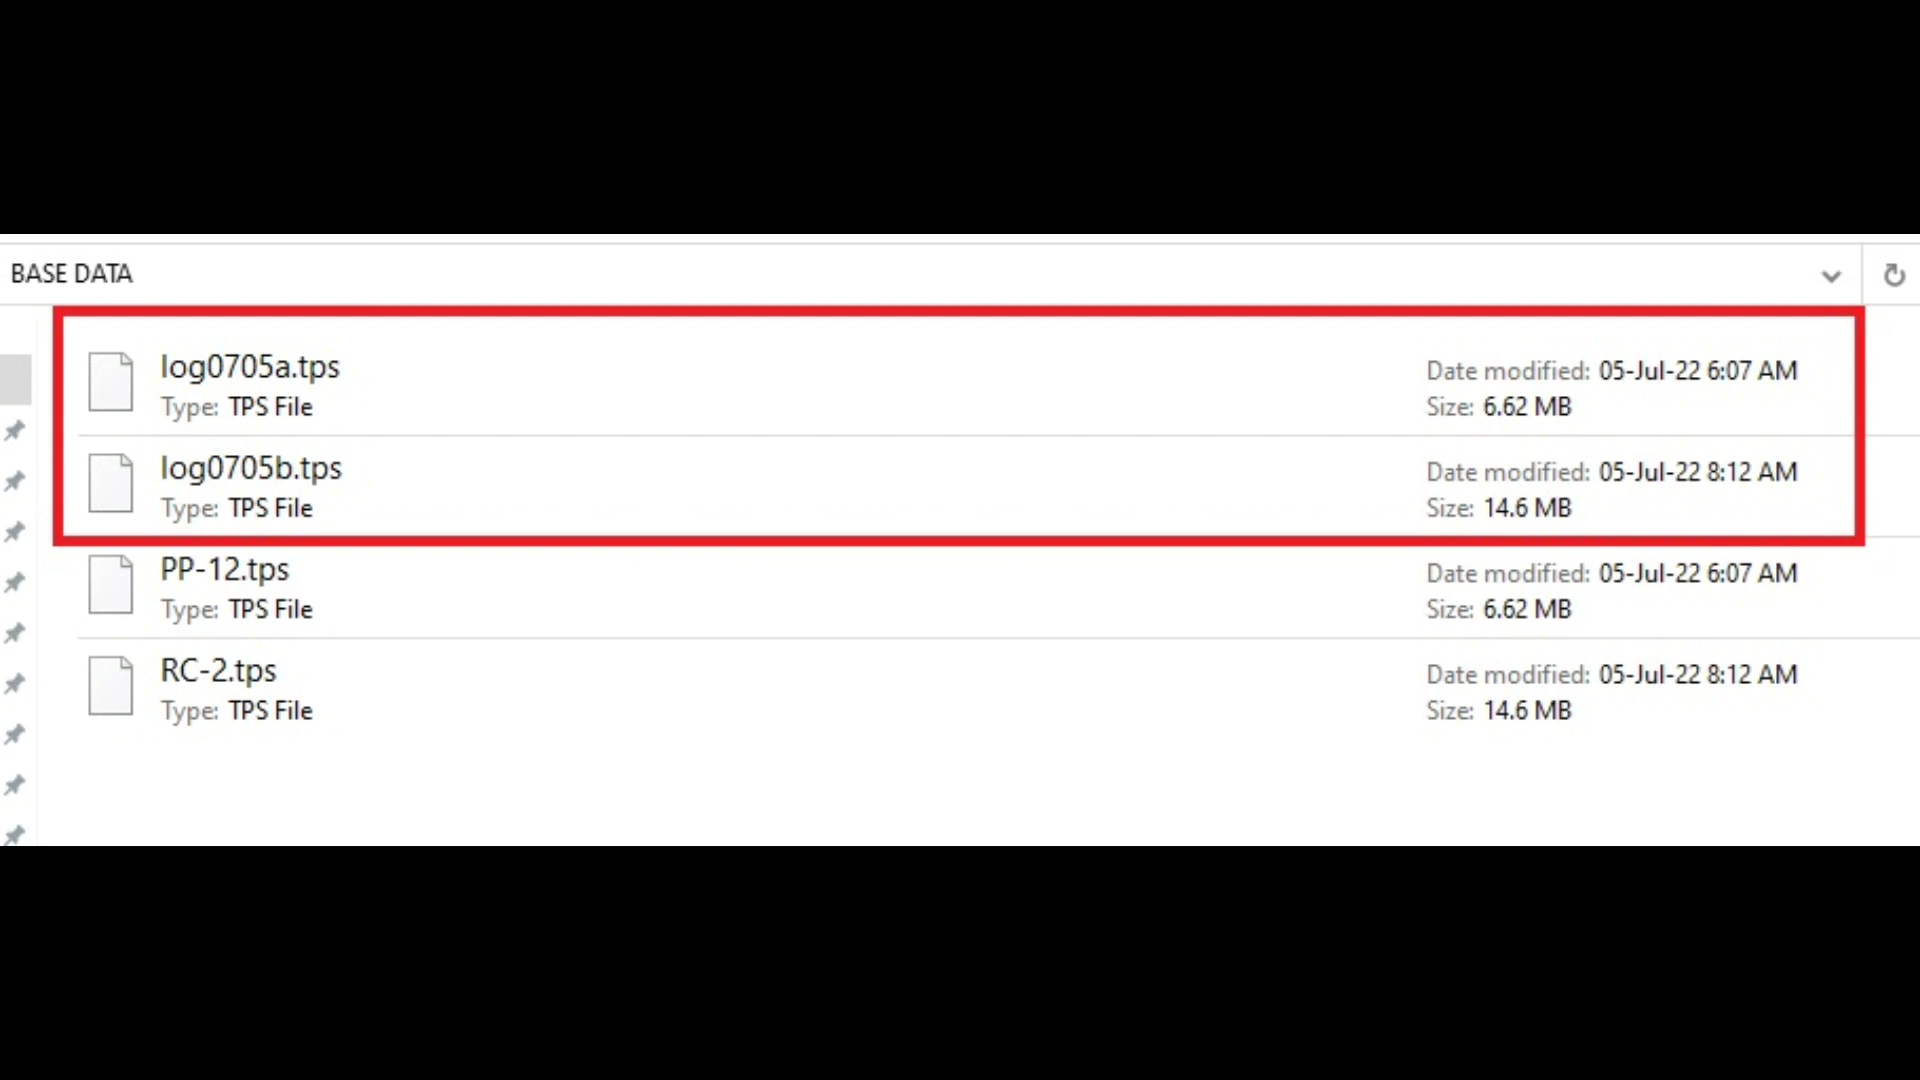 BASE DATA
log0705a.tps
Date modified: 05-Jul-22 6:07 AM
Type: TPS File
Size: 6.62 MB
log0705b.tps
Date modified: 05-Jul-22 8:12 AM
Type: TPS File
Size: 14.6 MB
PP-12.tps
Date modified: 05-Jul-22 6:07 AM
Type: TPS File
Size: 6.62 MB
RC-2.tps
Date modified: 05-Jul-22 8:12 AM
Type: TPS File
Size: 14.6 MB